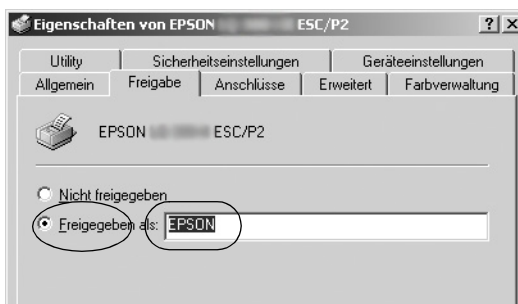 Eigenschaften von EPSON ESC/P2
Utility Sicherheitseinstellungen Geräteeinstellungen
Allgemein Freigabe Anschlüsse Erweitert Farbverwaltung
EPSON ESC/P2
Nicht freigegeben
Freigegeben als: EPSON